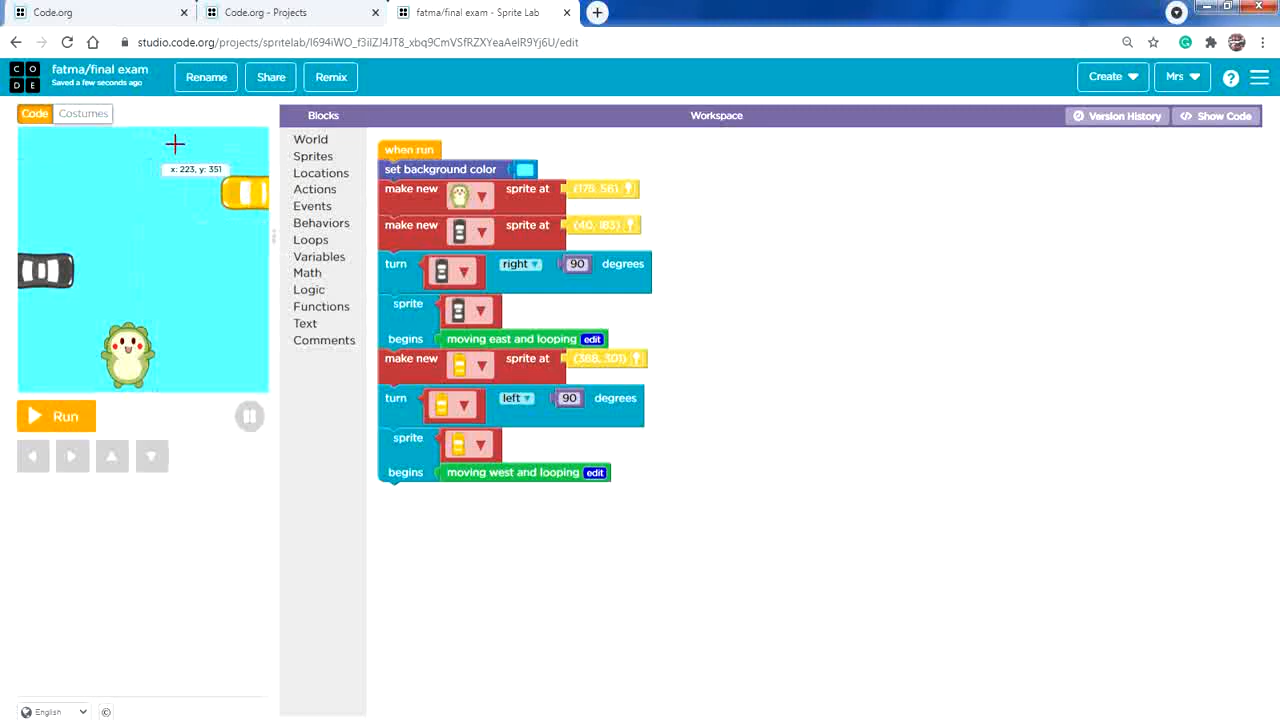 Code.org
Code.org - Projects
fatma/final exam - Sprite Lab
studio.code.org/projects/spritelab/I694iWO_f3iIZJ4JT8_xbq9CmVSfRZXYeaAeIR9Yj6U/edit
C O D E
fatma/final exam
Saved a few seconds ago
Rename
Share
Remix
Create
Mrs
?
Code
Costumes
Blocks
Workspace
Version History
</> Show Code
x: 223, y: 351
Run
World
Sprites
Locations
Actions
Events
Behaviors
Loops
Variables
Math
Logic
Functions
Text
Comments
when run
set background color
make new sprite at (175, 56)
make new sprite at (40, 183)
turn right 90 degrees
sprite
begins moving east and looping edit
make new sprite at (388, 301)
turn left 90 degrees
sprite
begins moving west and looping edit
English
©